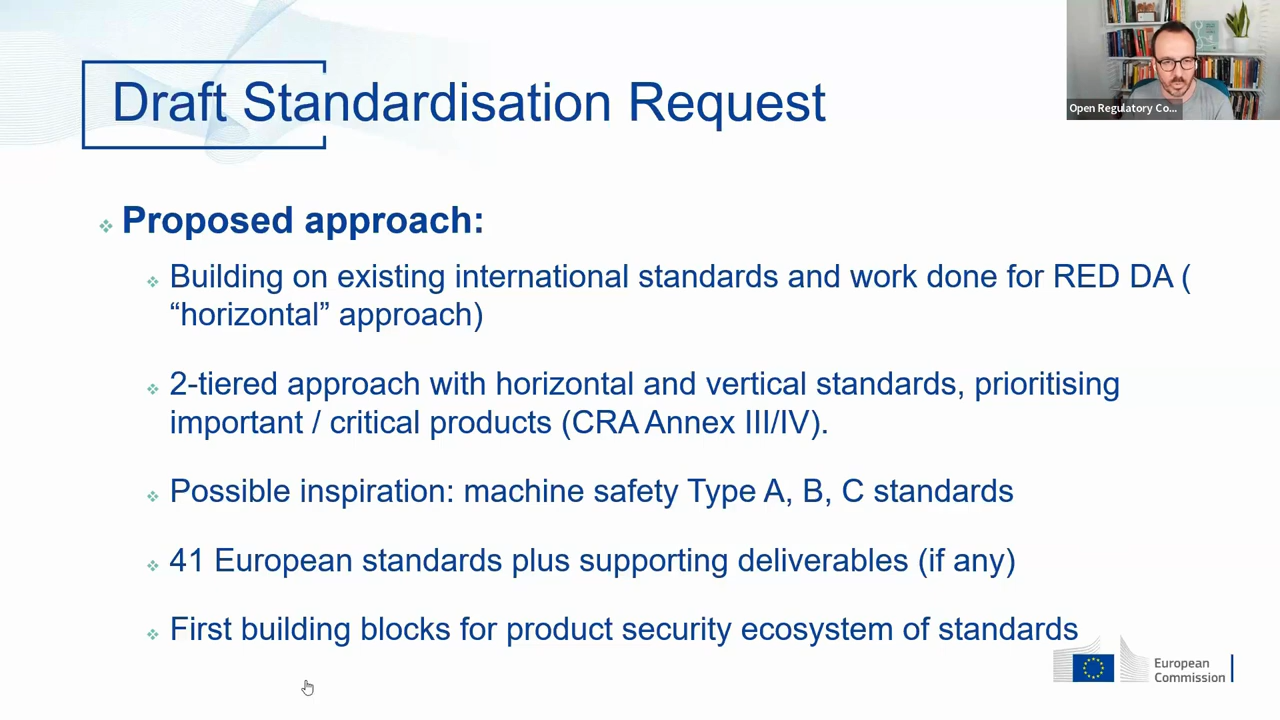 Draft Standardisation Request
Open Regulatory Co...
Proposed approach:
Building on existing international standards and work done for RED DA (
“horizontal” approach)
2-tiered approach with horizontal and vertical standards, prioritising
important / critical products (CRA Annex III/IV).
Possible inspiration: machine safety Type A, B, C standards
41 European standards plus supporting deliverables (if any)
First building blocks for product security ecosystem of standards
European
Commission